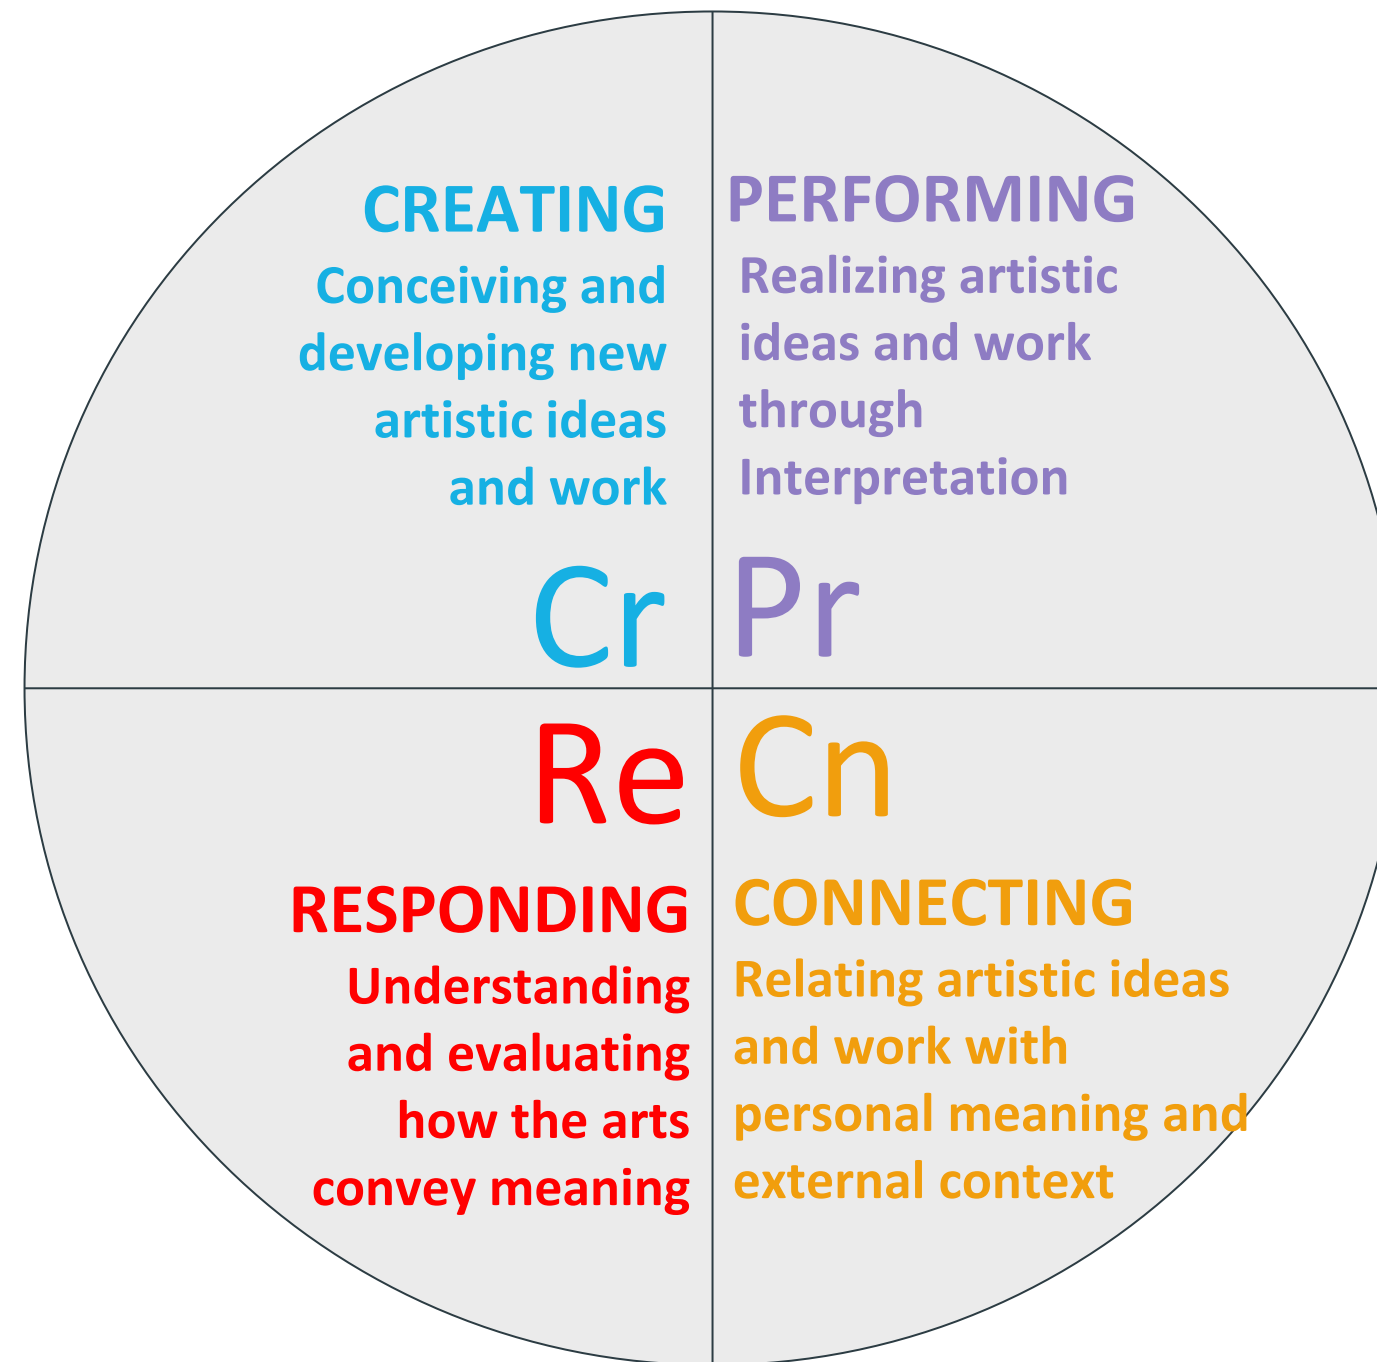 CREATING
Conceiving and
developing new
artistic ideas
and work
Cr
PERFORMING
Realizing artistic
ideas and work
through
Interpretation
Pr
Re
RESPONDING
Understanding
and evaluating
how the arts
convey meaning
Cn
CONNECTING
Relating artistic ideas
and work with
personal meaning and
external context